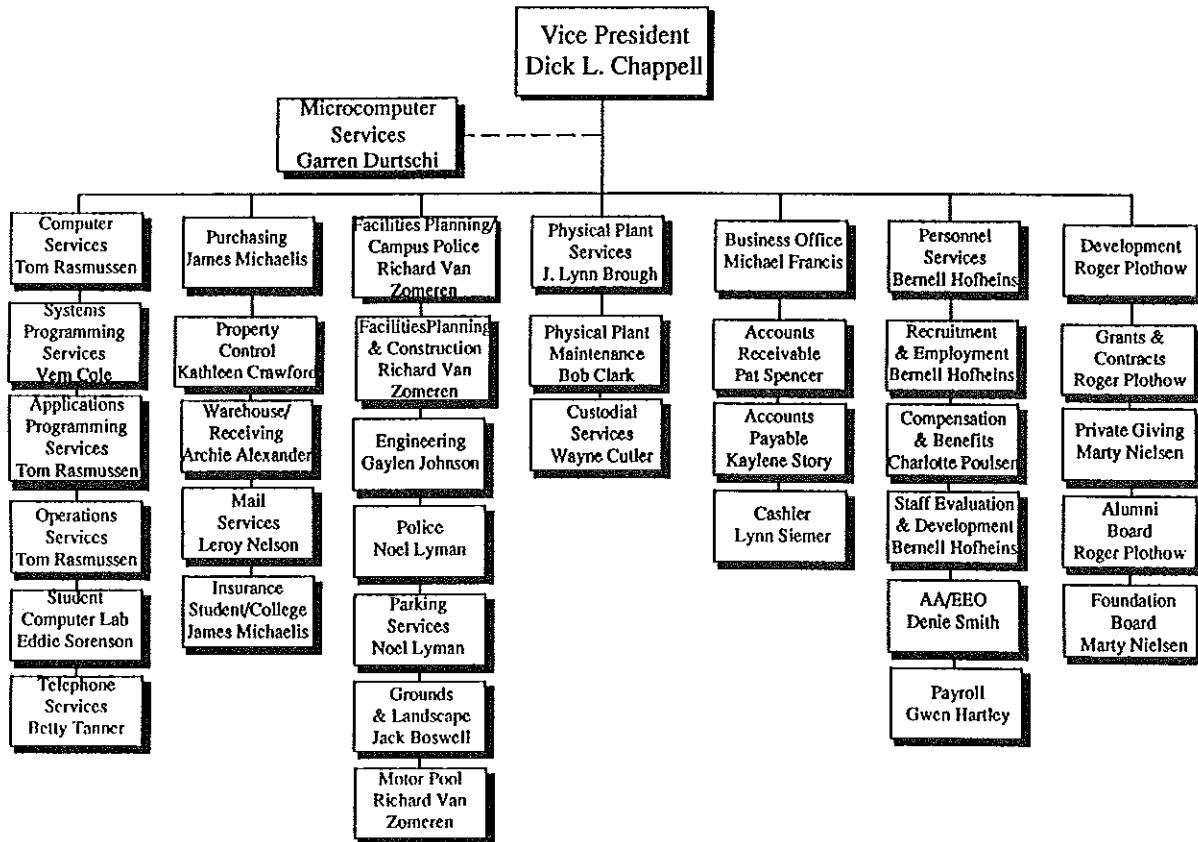 Vice President
Dick L. Chappell
Microcomputer
Services
Garren Durtschi
Computer
Services
Tom Rasmussen
Systems
Programming
Services
Vern Cole
Applications
Programming
Services
Tom Rasmussen
Operations
Services
Tom Rasmussen
Student
Computer Lab
Eddie Sorenson
Telephone
Services
Betty Tanner
Purchasing
James Michaelis
Property
Control
Kathleen Crawford
Warehouse/
Receiving
Archie Alexander
Mail
Services
Leroy Nelson
Insurance
Student/College
James Michaelis
Facilities Planning/
Campus Police
Richard Van
Zomeren
FacilitiesPlanning
& Construction
Richard Van
Zomeren
Engineering
Gaylen Johnson
Police
Noel Lyman
Parking
Services
Noel Lyman
Grounds
& Landscape
Jack Boswell
Motor Pool
Richard Van
Zomeren
Physical Plant
Services
J. Lynn Brough
Physical Plant
Maintenance
Bob Clark
Custodial
Services
Wayne Cutler
Business Office
Michael Francis
Accounts
Receivable
Pat Spencer
Accounts
Payable
Kaylene Story
Cashier
Lynn Siemer
Personnel
Services
Bernell Hofheins
Recruitment
& Employment
Bernell Hofheins
Compensation
& Benefits
Charlotte Poulsen
Staff Evaluation
& Development
Bernell Hofheins
AA/EEO
Denie Smith
Payroll
Gwen Hartley
Development
Roger Plothow
Grants &
Contracts
Roger Plothow
Private Giving
Marty Nielsen
Alumni
Board
Roger Plothow
Foundation
Board
Marty Nielsen